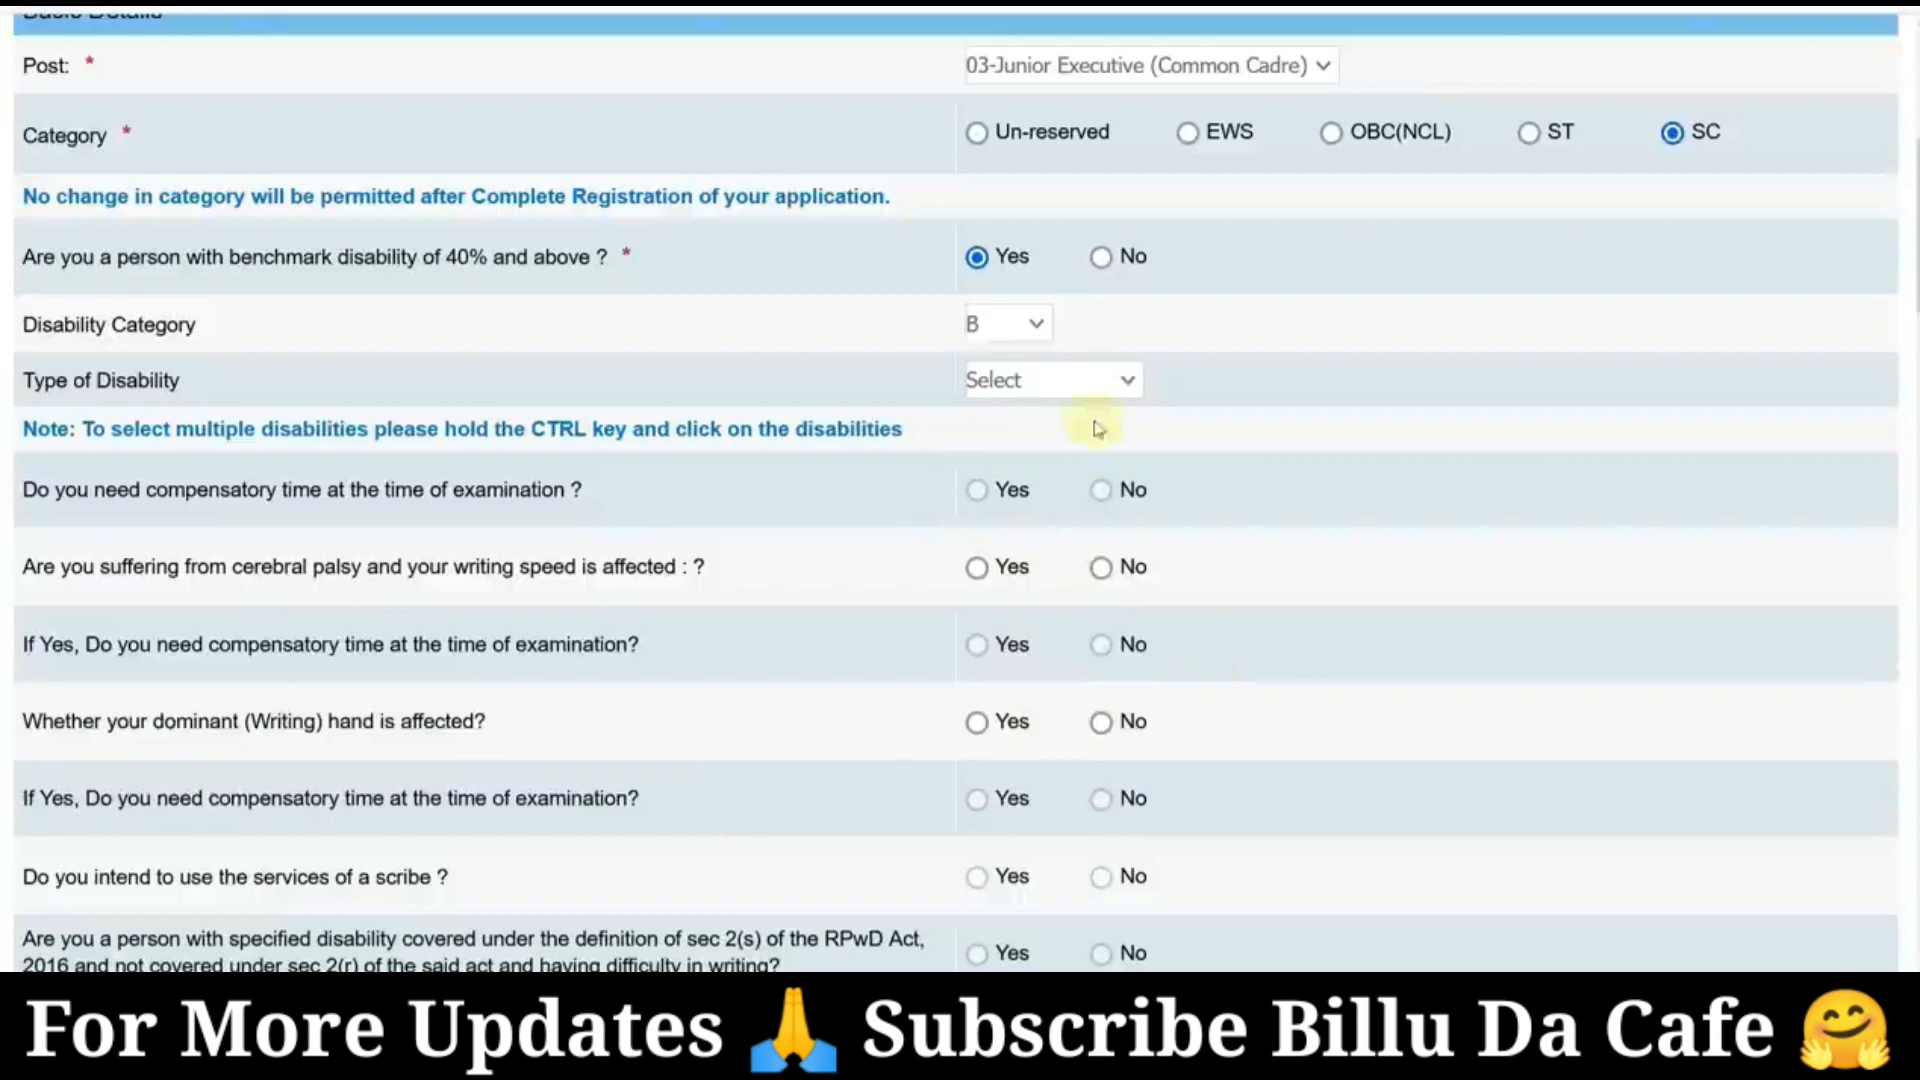 Basic Details
Post: *
03-Junior Executive (Common Cadre)
Category *
Un-reserved EWS OBC(NCL) ST SC
No change in category will be permitted after Complete Registration of your application.
Are you a person with benchmark disability of 40% and above ? *
Yes No
Disability Category
B
Type of Disability
Select
Note: To select multiple disabilities please hold the CTRL key and click on the disabilities
Do you need compensatory time at the time of examination ?
Yes No
Are you suffering from cerebral palsy and your writing speed is affected : ?
Yes No
If Yes, Do you need compensatory time at the time of examination?
Yes No
Whether your dominant (Writing) hand is affected?
Yes No
If Yes, Do you need compensatory time at the time of examination?
Yes No
Do you intend to use the services of a scribe ?
Yes No
Are you a person with specified disability covered under the definition of sec 2(s) of the RPwD Act,
2016 and not covered under sec 2(r) of the said act and having difficulty in writing?
Yes No
For More Updates 🙏 Subscribe Billu Da Cafe 🤗